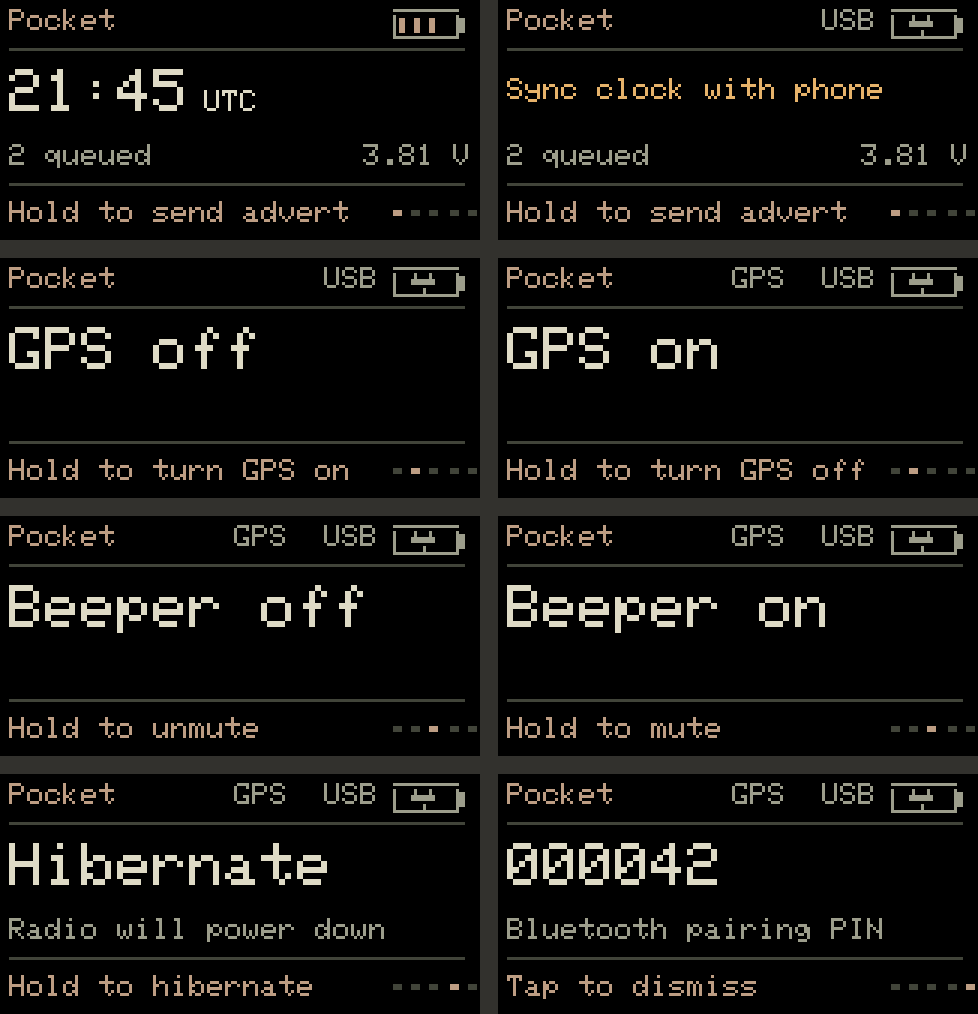 Pocket
21:45 UTC
2 queued 3.81 V
Hold to send advert
Pocket USB
Sync clock with phone
2 queued 3.81 V
Hold to send advert
Pocket USB
GPS off
Hold to turn GPS on
Pocket GPS USB
GPS on
Hold to turn GPS off
Pocket GPS USB
Beeper off
Hold to unmute
Pocket GPS USB
Beeper on
Hold to mute
Pocket GPS USB
Hibernate
Radio will power down
Hold to hibernate
Pocket GPS USB
000042
Bluetooth pairing PIN
Tap to dismiss